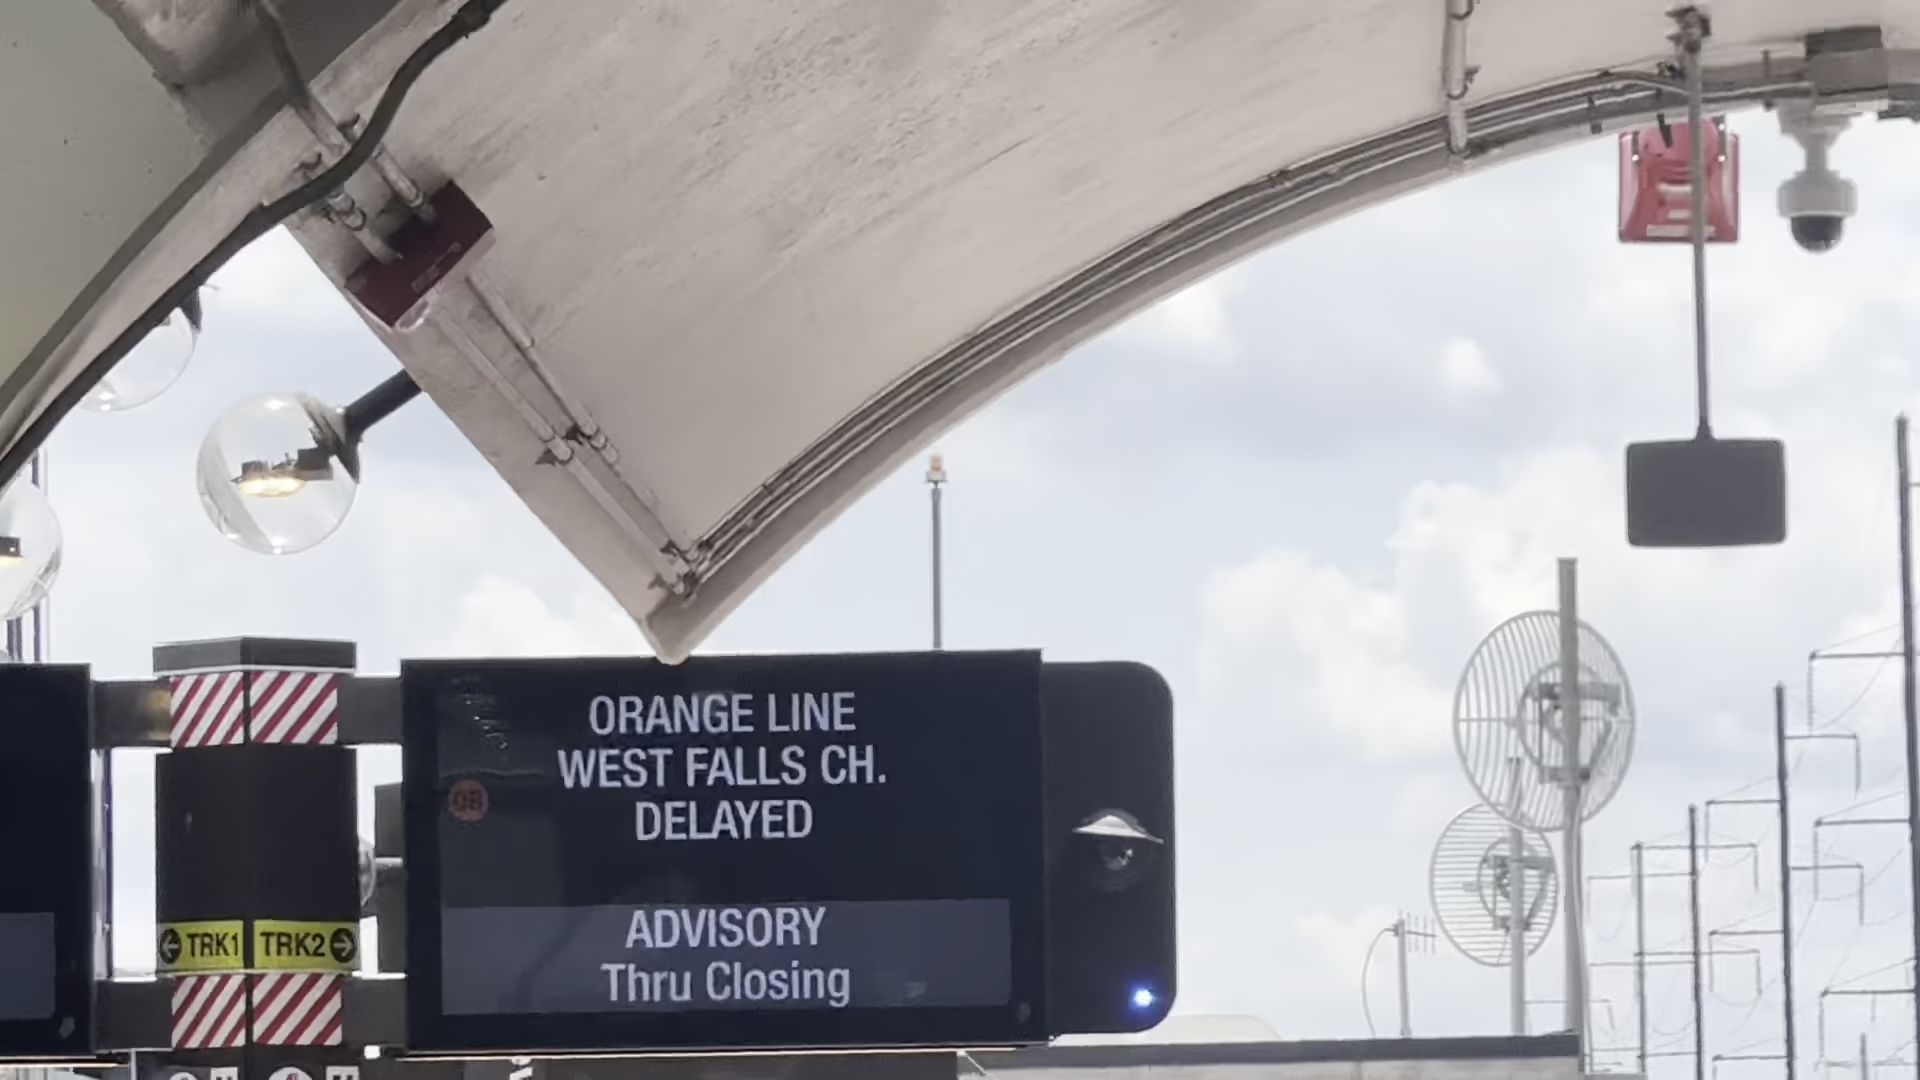 ORANGE LINE
WEST FALLS CH.
DELAYED
ADVISORY
Thru Closing
TRK1 TRK2